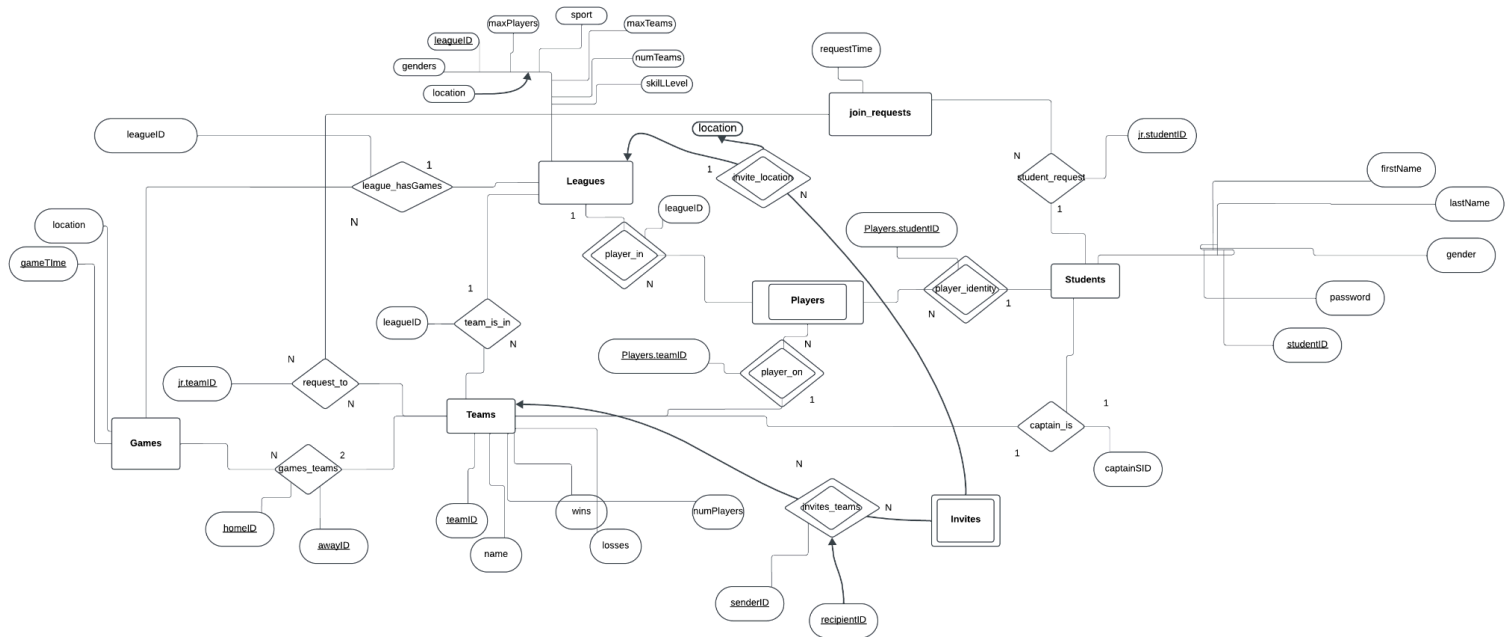 sport
maxPlayers
maxTeams
leagueID
requestTime
numTeams
genders
skilLLevel
location
join_requests
location
leagueID
jr.studentID
1
N
firstName
invite_location
student_request
Leagues
1
league_hasGames
N
lastName
leagueID
1
1
N
location
Players.studentID
player_in
gender
gameTIme
Students
N
player_identity
1
1
Players
password
N
leagueID
team_is_in
N
N
studentID
N
Players.teamID
player_on
jr.teamID
request_to
N
1
1
Teams
captain_is
Games
1
N
2
N
games_teams
captainSID
invites_teams
N
wins
numPlayers
teamID
Invites
homeID
awayID
losses
name
senderID
recipientID